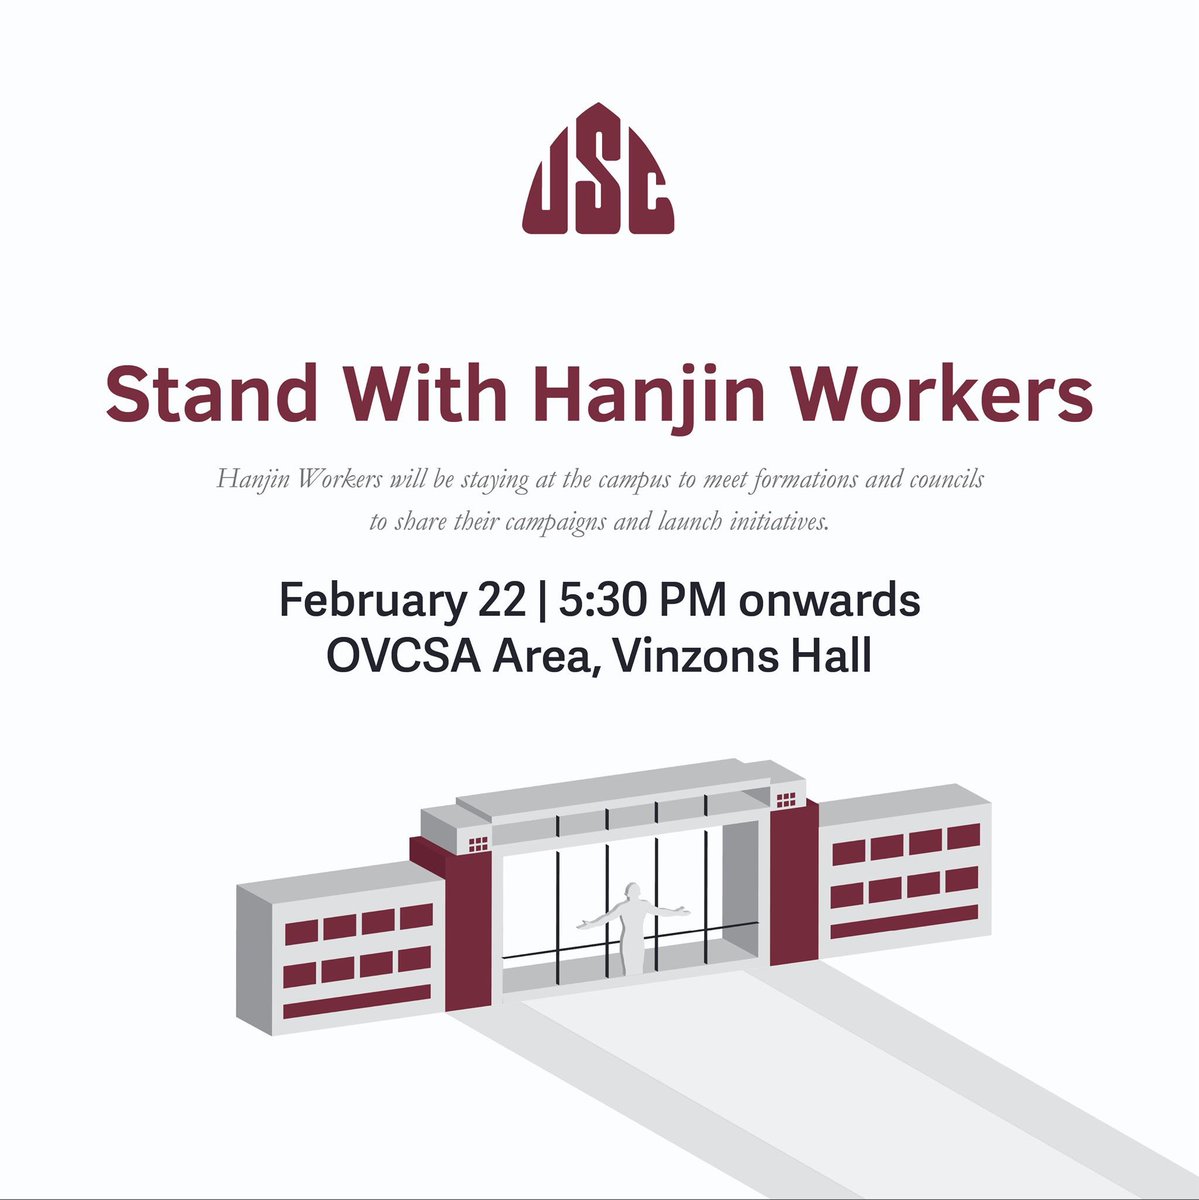 USC
Stand With Hanjin Workers
Hanjin Workers will be staying at the campus to meet formations and councils
to share their campaigns and launch initiatives.
February 22 | 5:30 PM onwards
OVCSA Area, Vinzons Hall